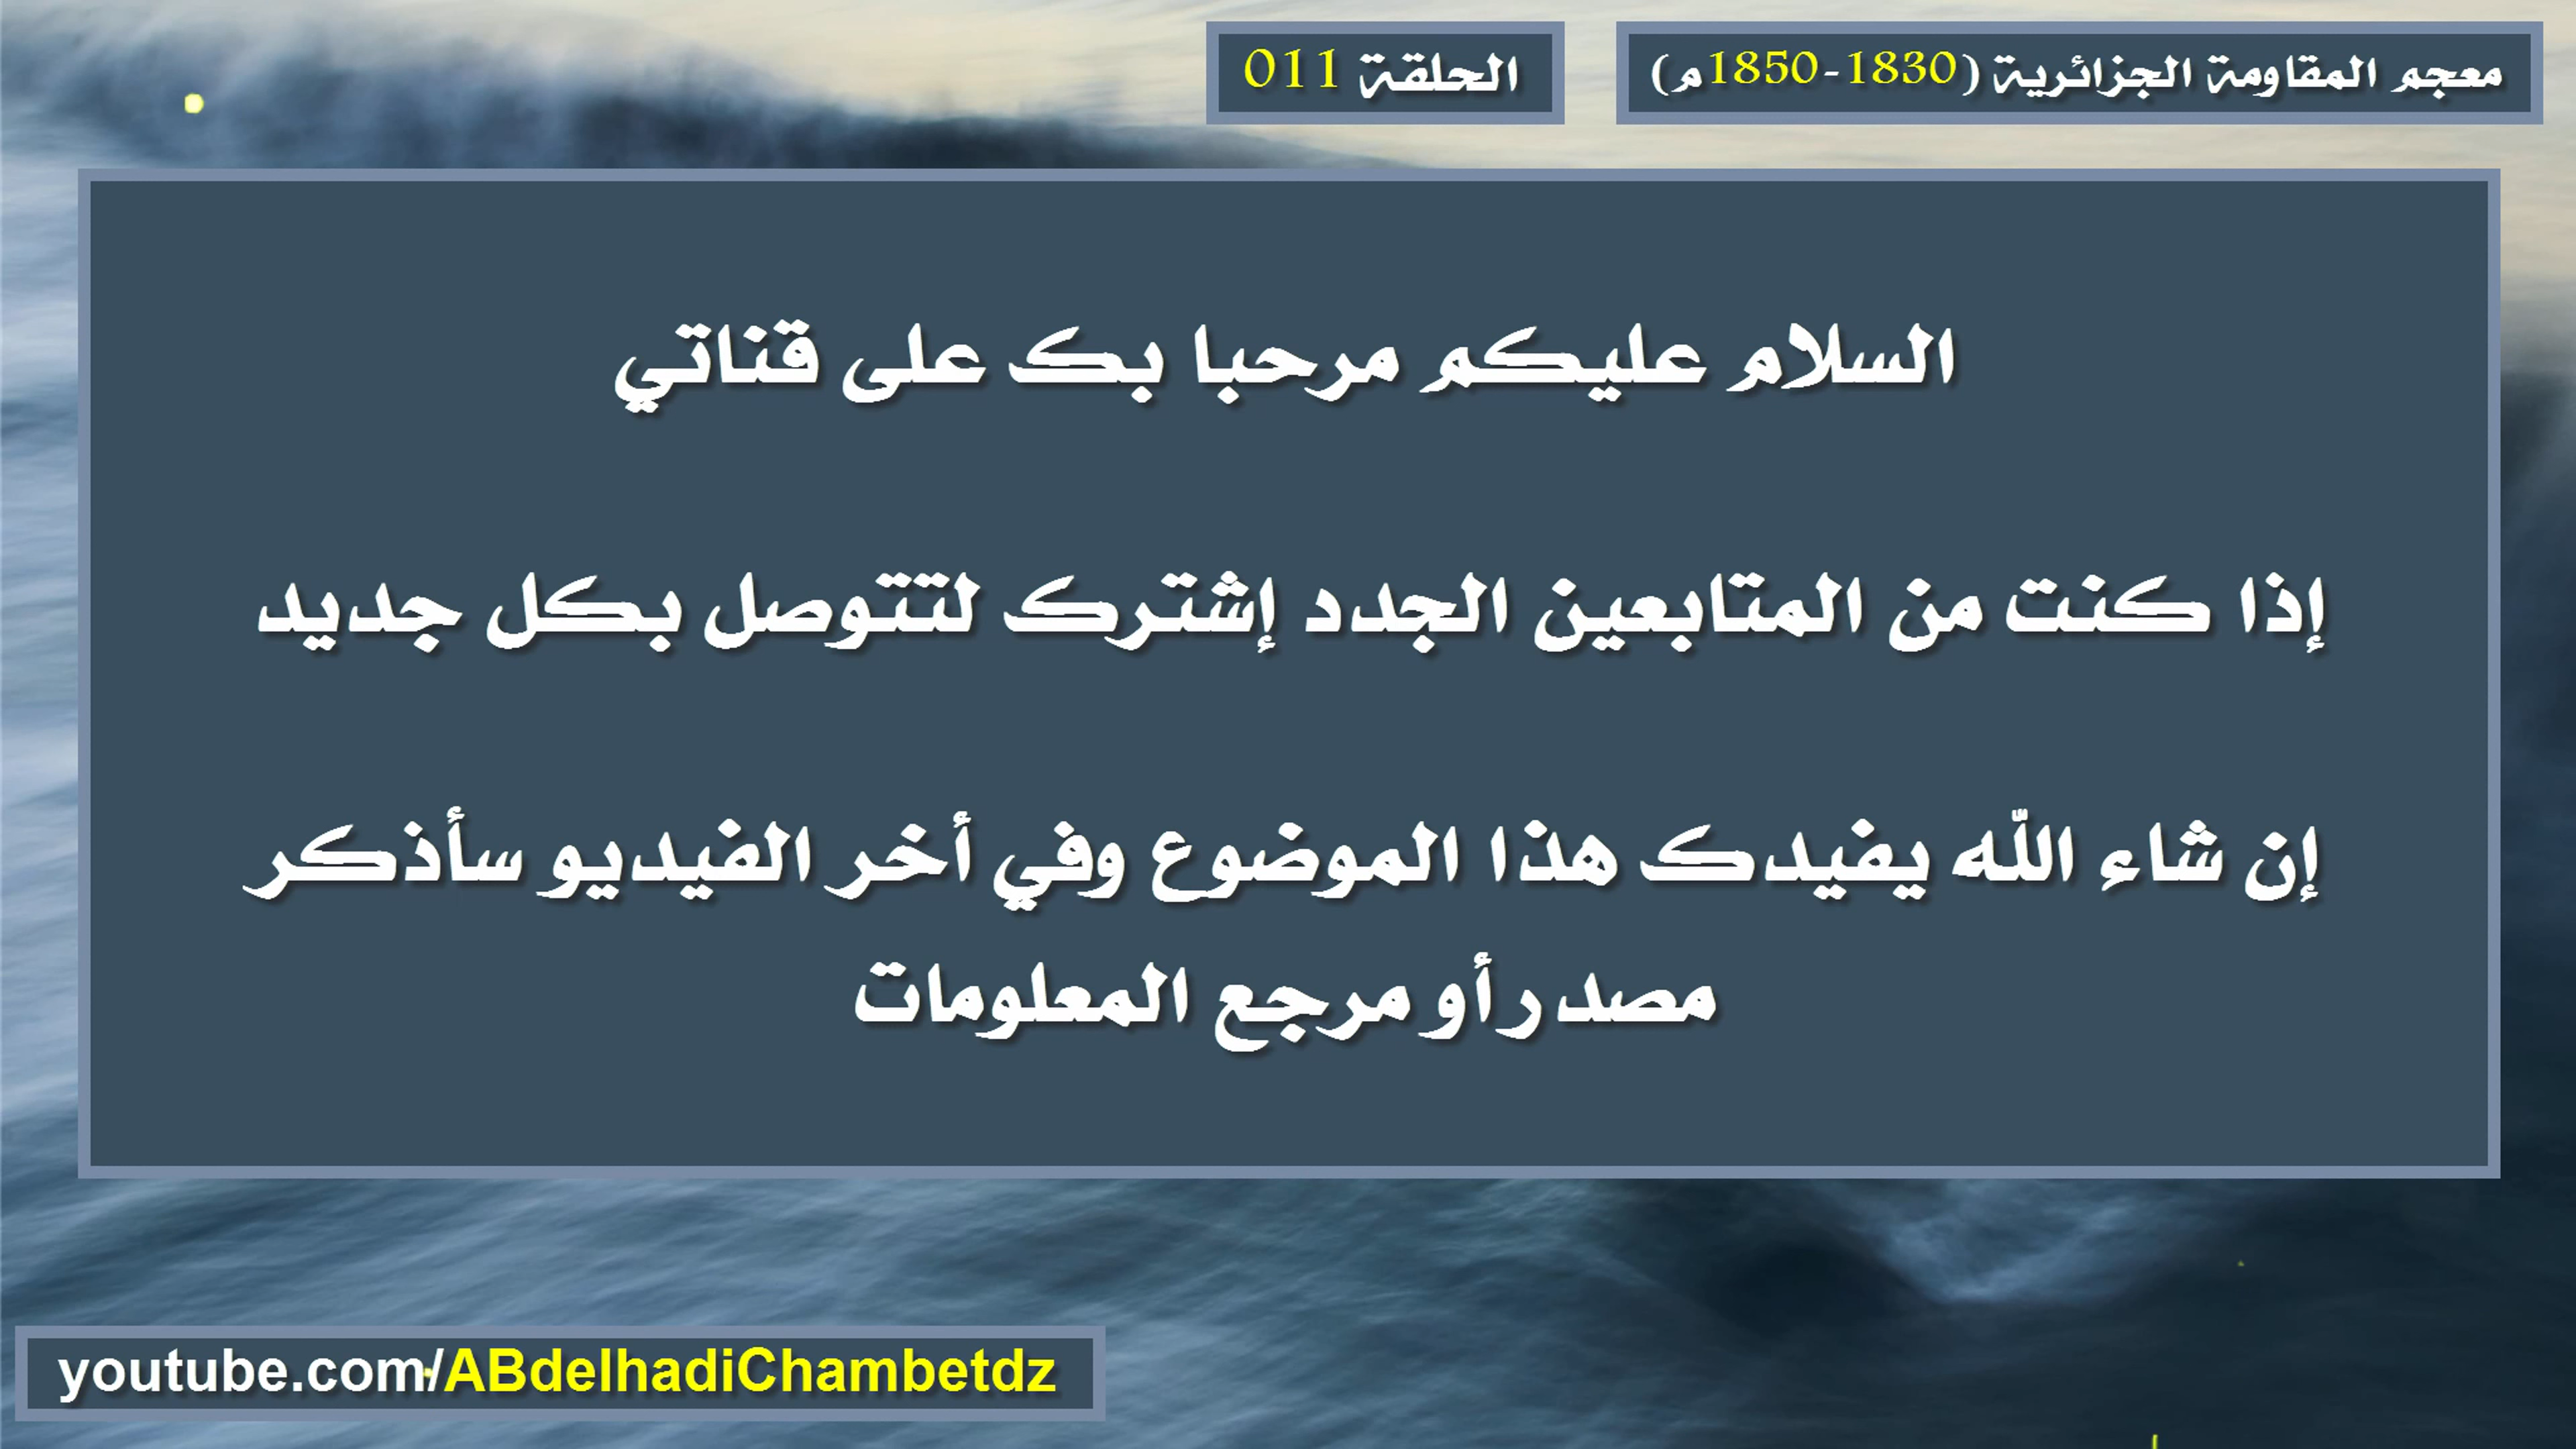 معجم المقاومة الجزائرية (1830-1850م)
الحلقة 011
السلام عليكم مرحبا بك على قناتي
إذا كنت من المتابعين الجدد إشترك لتتوصل بكل جديد
إن شاء الله يفيدك هذا الموضوع وفي أخر الفيديو سأذكر
مصدر أو مرجع المعلومات
youtube.com/ABdelhadiChambetdz